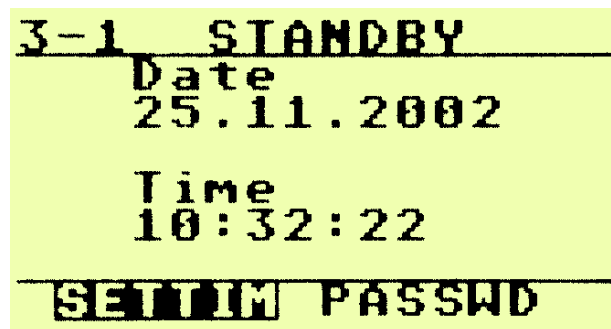 3-1 STANDBY
Date
25.11.2002
Time
10:32:22
SETTIM PASSWD